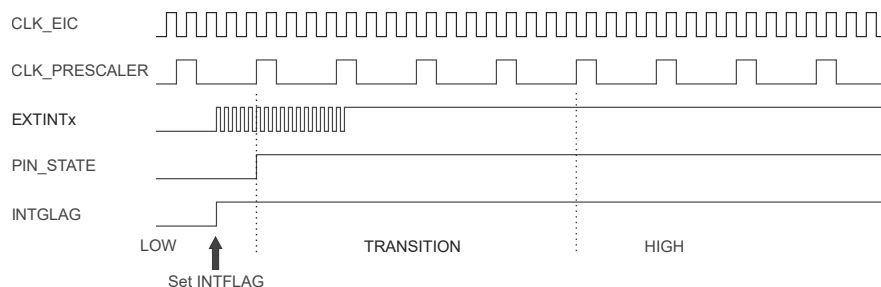 CLK_EIC
CLK_PRESCALER
EXTINTx
PIN_STATE
INTGLAG
LOW TRANSITION HIGH
Set INTFLAG